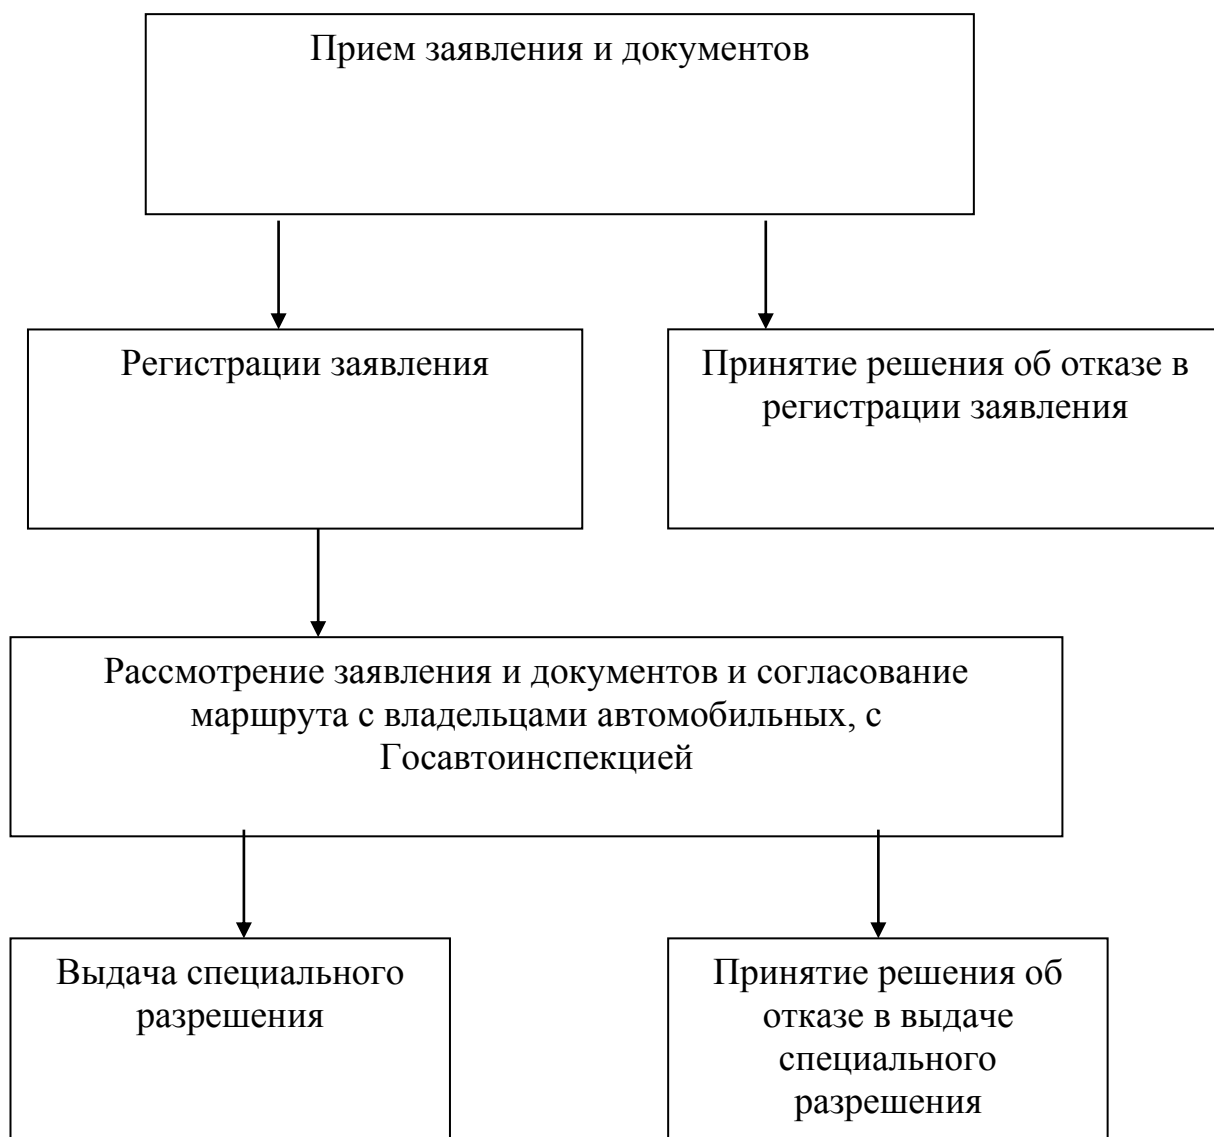 Прием заявления и документов
Регистрации заявления
Принятие решения об отказе в
регистрации заявления
Рассмотрение заявления и документов и согласование
маршрута с владельцами автомобильных, с
Госавтоинспекцией
Выдача специального
разрешения
Принятие решения об
отказе в выдаче
специального
разрешения